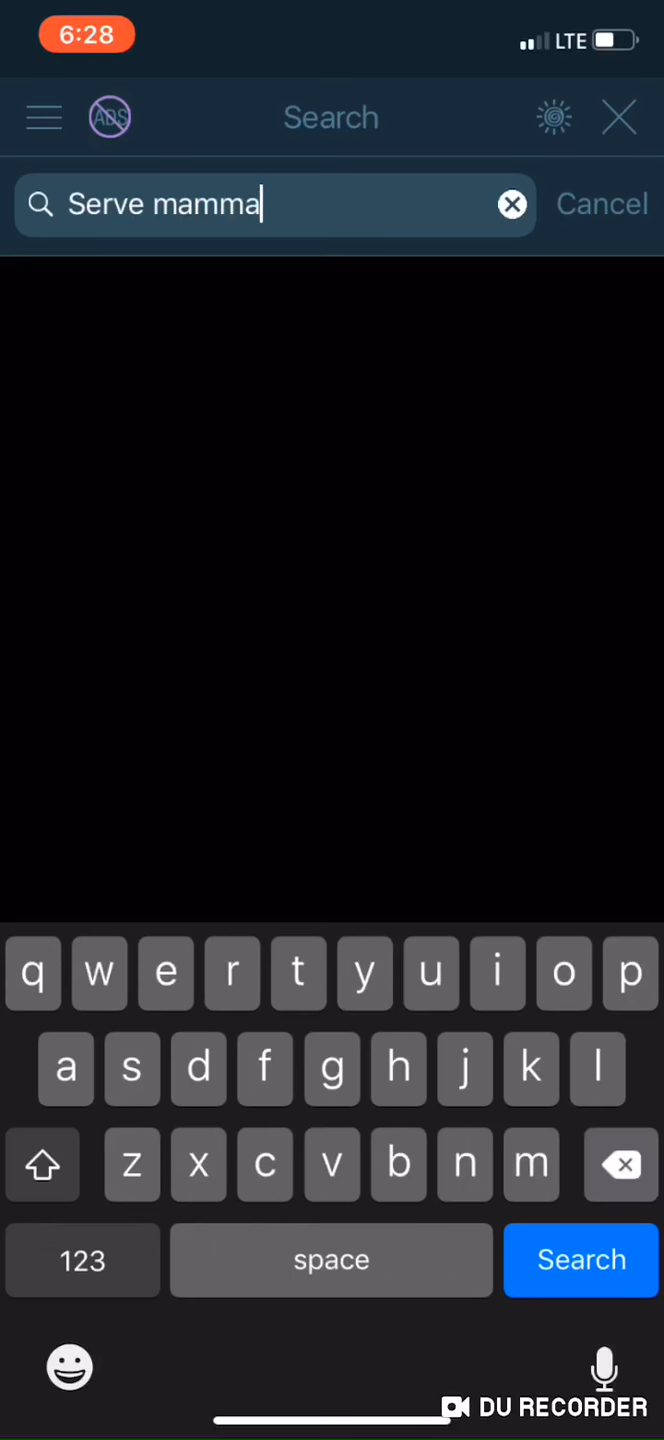 6:28 LTE
ADS Search
Serve mamma Cancel
q w e r t y u i o p
a s d f g h j k l
z x c v b n m
123 space Search
DU RECORDER